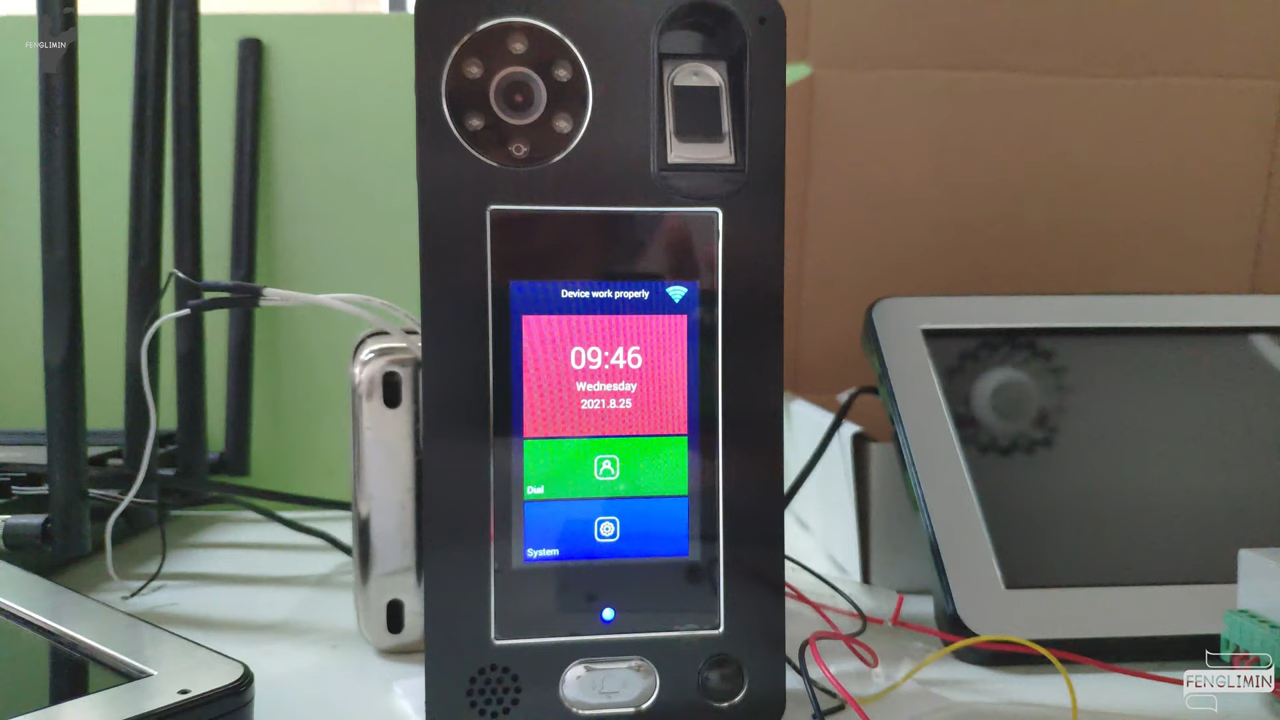 FENGLIMIN
Device work properly
09:46
Wednesday
2021.8.25
Dial
System
FENGLIMIN